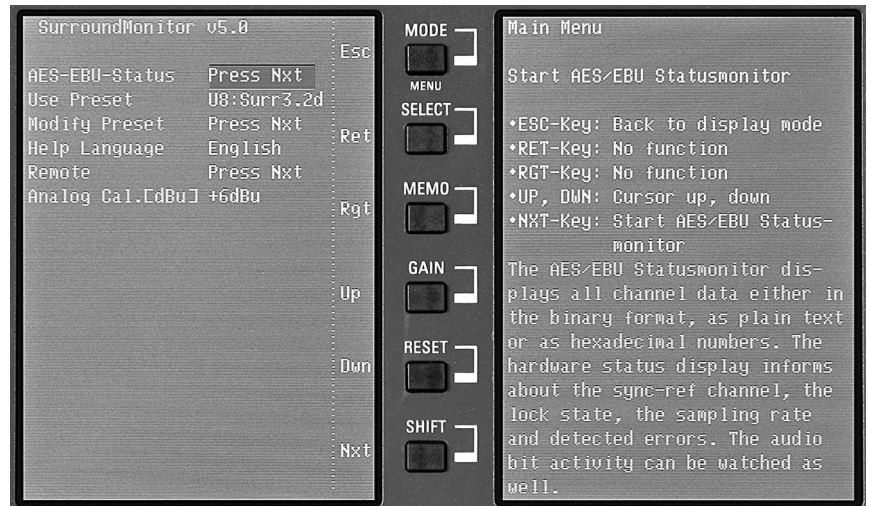 SurroundMonitor v5.0
AES-EBU-Status Press Nxt
Use Preset U8:Surr3.2d
Modify Preset Press Nxt
Help Language English
Remote Press Nxt
Analog Cal.[dBu] +6dBu
Esc
Ret
Rgt
Up
Dwn
Nxt
MODE
MENU
SELECT
MEMO
GAIN
RESET
SHIFT
Main Menu
Start AES/EBU Statusmonitor
•ESC-Key: Back to display mode
•RET-Key: No function
•RGT-Key: No function
•UP, DWN: Cursor up, down
•NXT-Key: Start AES/EBU Status-
monitor
The AES/EBU Statusmonitor dis-
plays all channel data either in
the binary format, as plain text
or as hexadecimal numbers. The
hardware status display informs
about the sync-ref channel, the
lock state, the sampling rate
and detected errors. The audio
bit activity can be watched as
well.